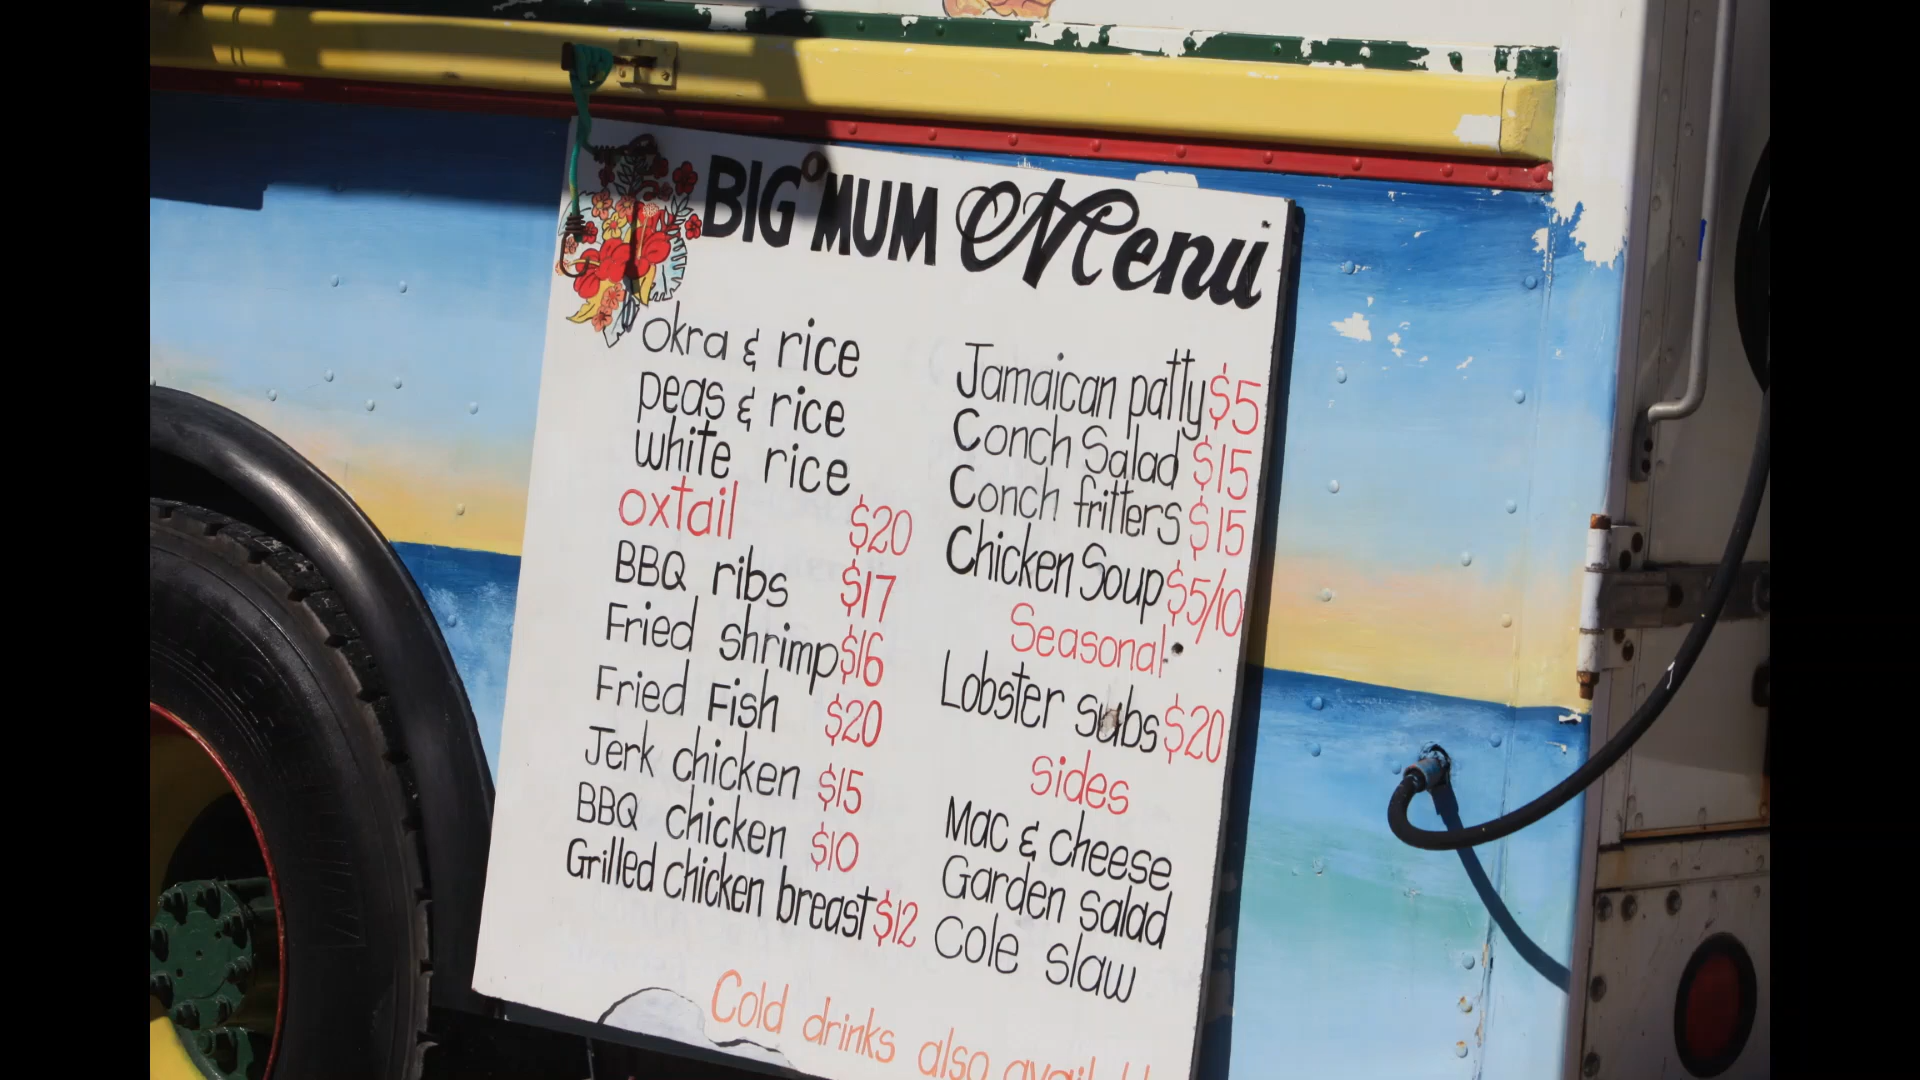 BIG MUM Menu
okra & rice
peas & rice
white rice
oxtail $20
BBQ ribs $17
Fried shrimp $16
Fried Fish $20
Jerk chicken $15
BBQ chicken $10
Grilled chicken breast $12
Jamaican patty $5
Conch Salad $15
Conch fritters $15
Chicken Soup $5/10
Seasonal
Lobster subs $20
sides
Mac & cheese
Garden salad
Cole slaw
Cold drinks also